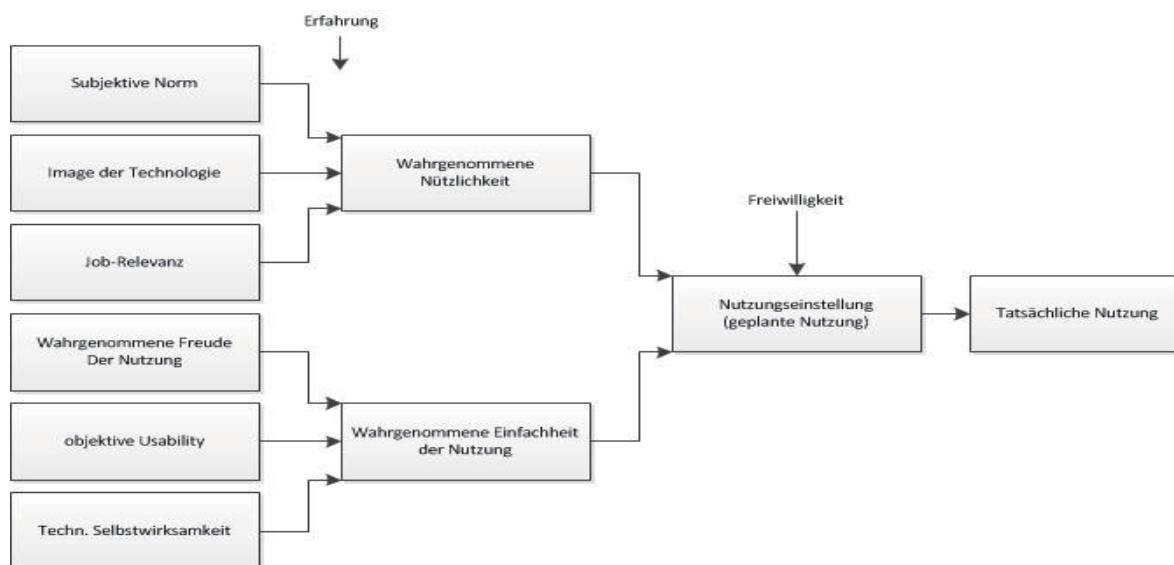 Erfahrung
Subjektive Norm
Image der Technologie
Job-Relevanz
Wahrgenommene Freude
Der Nutzung
objektive Usability
Techn. Selbstwirksamkeit
Wahrgenommene
Nützlichkeit
Wahrgenommene Einfachheit
der Nutzung
Freiwilligkeit
Nutzungseinstellung
(geplante Nutzung)
Tatsächliche Nutzung